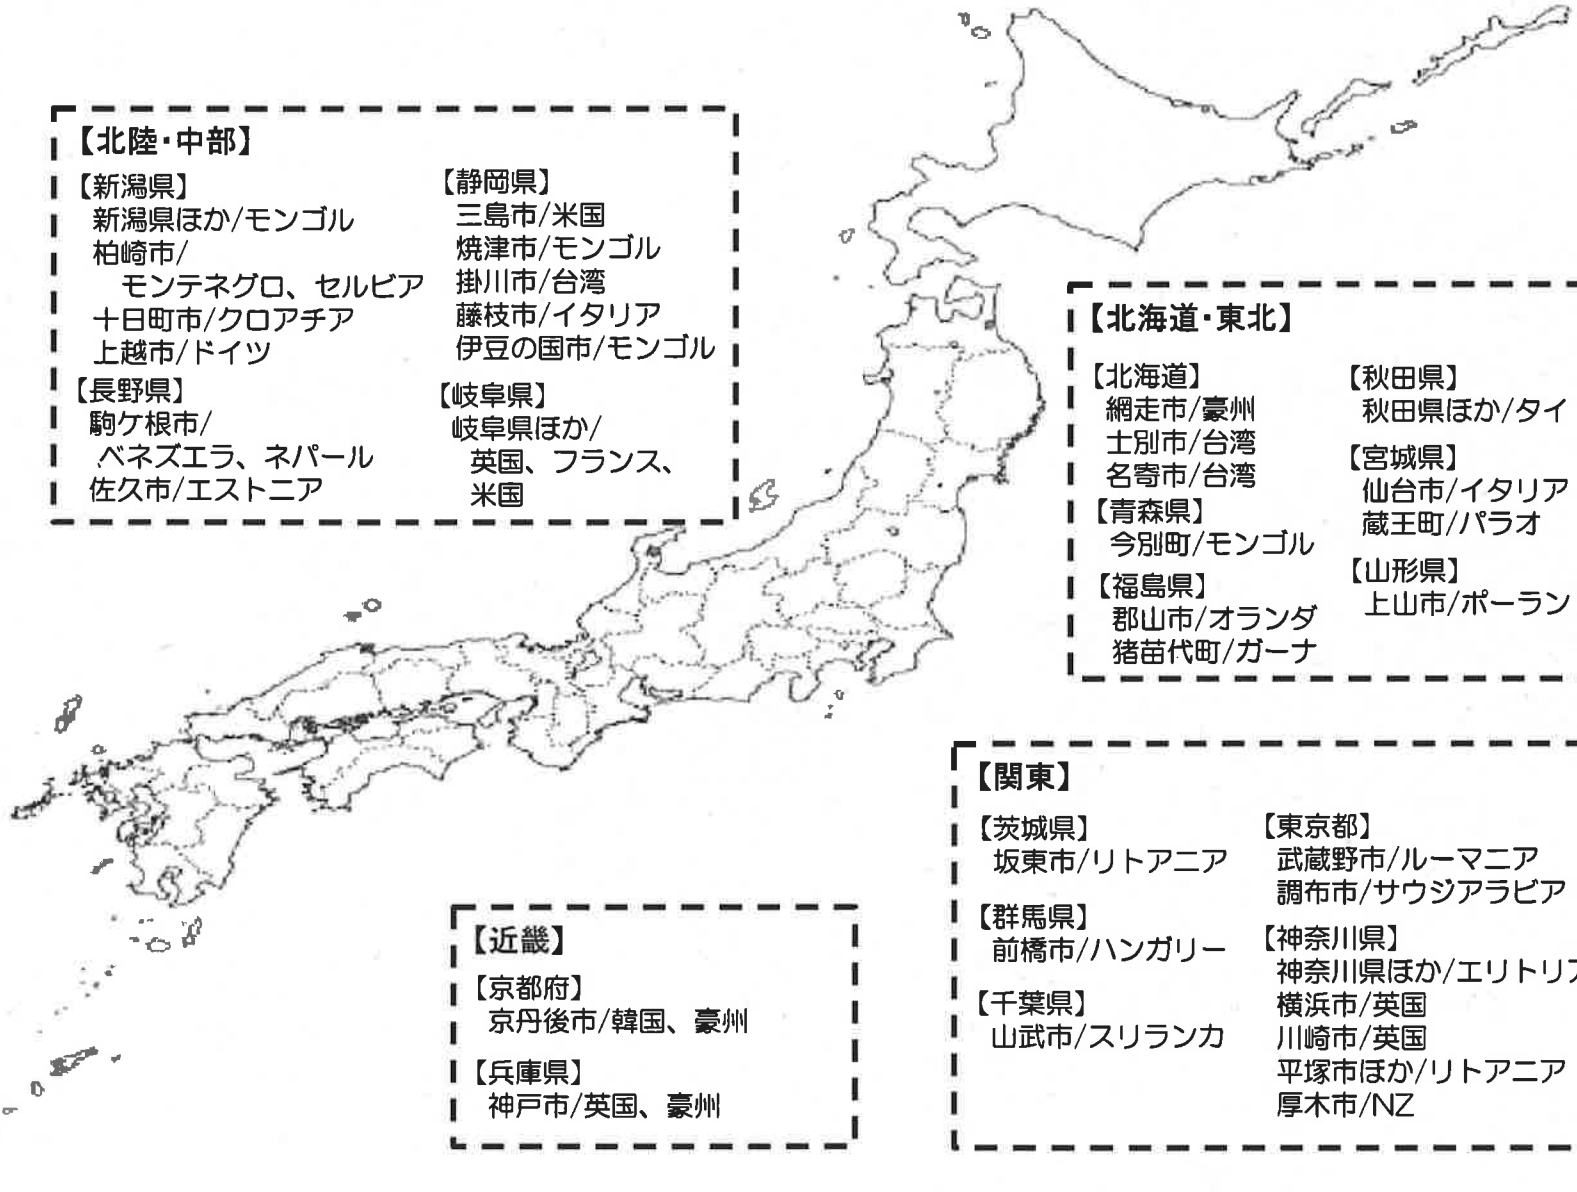 【北陸・中部】
【新潟県】
新潟県ほか/モンゴル
柏崎市/
モンテネグロ、セルビア
十日町市/クロアチア
上越市/ドイツ
【長野県】
駒ケ根市/
ベネズエラ、ネパール
佐久市/エストニア
【静岡県】
三島市/米国
焼津市/モンゴル
掛川市/台湾
藤枝市/イタリア
伊豆の国市/モンゴル
【岐阜県】
岐阜県ほか/
英国、フランス、
米国
【北海道・東北】
【北海道】
網走市/豪州
士別市/台湾
名寄市/台湾
【青森県】
今別町/モンゴル
【福島県】
郡山市/オランダ
猪苗代町/ガーナ
【秋田県】
秋田県ほか/タイ
【宮城県】
仙台市/イタリア
蔵王町/パラオ
【山形県】
上山市/ポーラン
【関東】
【茨城県】
坂東市/リトアニア
【群馬県】
前橋市/ハンガリー
【千葉県】
山武市/スリランカ
【東京都】
武蔵野市/ルーマニア
調布市/サウジアラビア
【神奈川県】
神奈川県ほか/エリトリア
横浜市/英国
川崎市/英国
平塚市ほか/リトアニア
厚木市/NZ
【近畿】
【京都府】
京丹後市/韓国、豪州
【兵庫県】
神戸市/英国、豪州